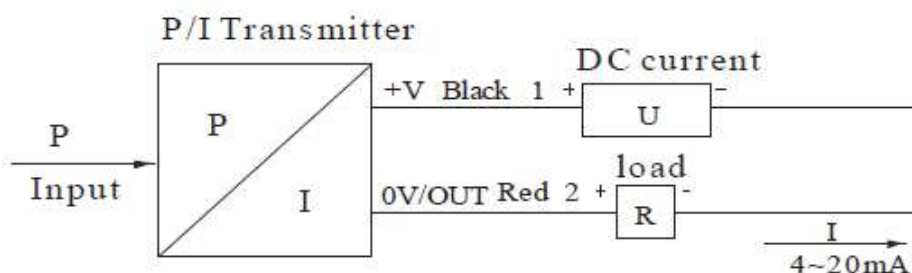 P/I Transmitter
DC current
+V Black 1 + U -
P
Input
P
I
load
0V/OUT Red 2 + R -
I
4~20mA